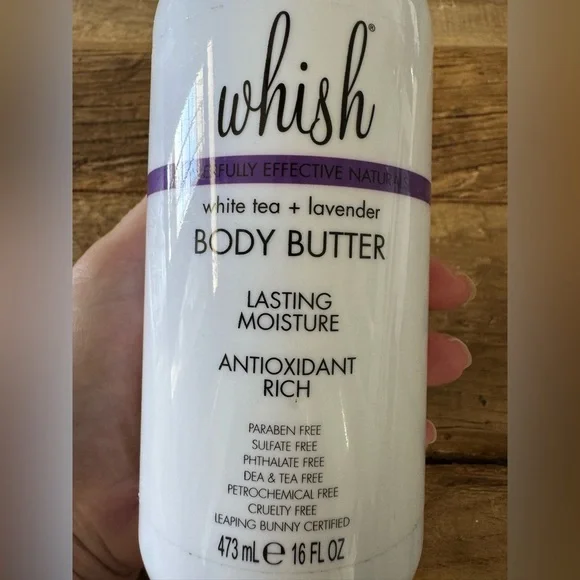 whish®
EFFECTIVE
white tea + lavender
BODY BUTTER
LASTING
MOISTURE
ANTIOXIDANT
RICH
PARABEN FREE
SULFATE FREE
PHTHALATE FREE
DEA & TEA FREE
PETROCHEMICAL FREE
CRUELTY FREE
LEAPING BUNNY CERTIFIED
473 mL e 16 FL OZ